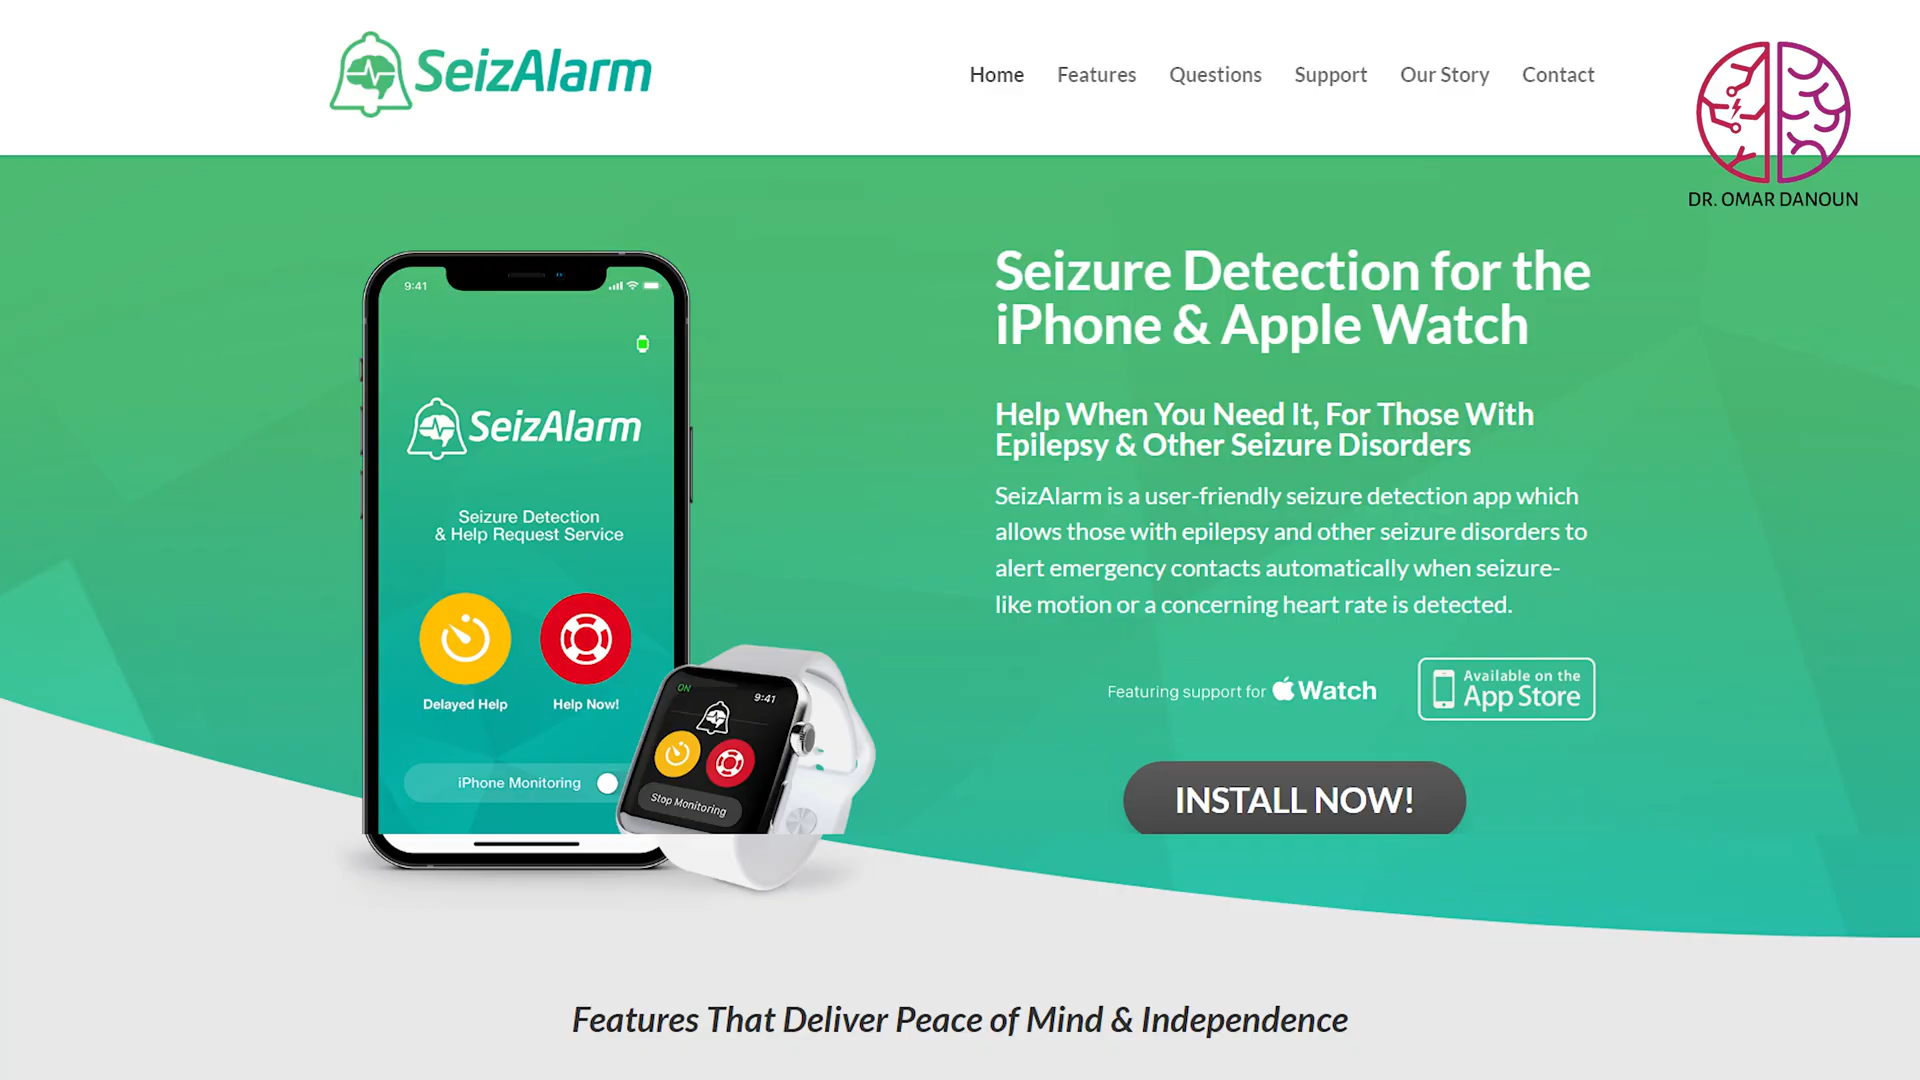 SeizAlarm
Home Features Questions Support Our Story Contact
DR. OMAR DANOUN
9:41
SeizAlarm
Seizure Detection
& Help Request Service
Delayed Help Help Now!
iPhone Monitoring
ON 9:41
Stop Monitoring
Seizure Detection for the
iPhone & Apple Watch
Help When You Need It, For Those With
Epilepsy & Other Seizure Disorders
SeizAlarm is a user-friendly seizure detection app which
allows those with epilepsy and other seizure disorders to
alert emergency contacts automatically when seizure-
like motion or a concerning heart rate is detected.
Featuring support for Watch
Available on the
App Store
INSTALL NOW!
Features That Deliver Peace of Mind & Independence